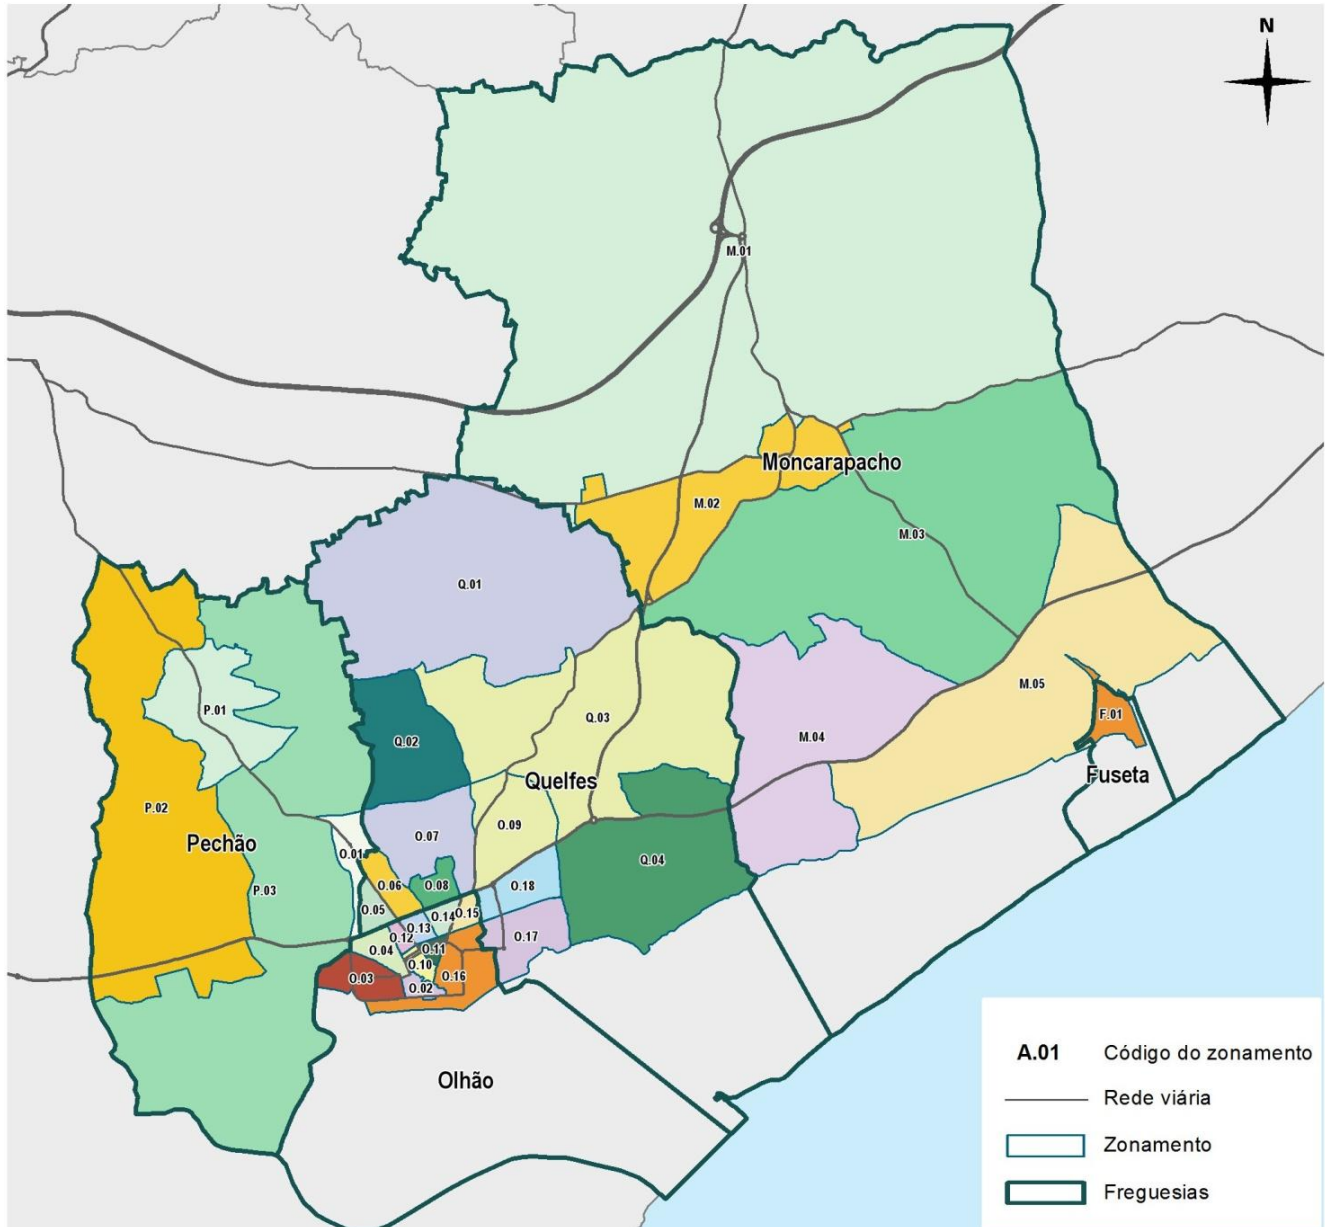 N
M.01
Moncarapacho
M.02
M.03
Q.01
P.01
Q.03
M.05
F.01
M.04
Q.02
Fuseta
Quelfes
P.02
O.09
O.07
Pechão
O.01
Q.04
O.06
O.08
O.18
P.03
O.05
O.14
O.15
O.13
O.12
O.17
O.04
O.11
O.10
O.03
O.16
O.02
Olhão
A.01 Código do zonamento
Rede viária
Zonamento
Freguesias